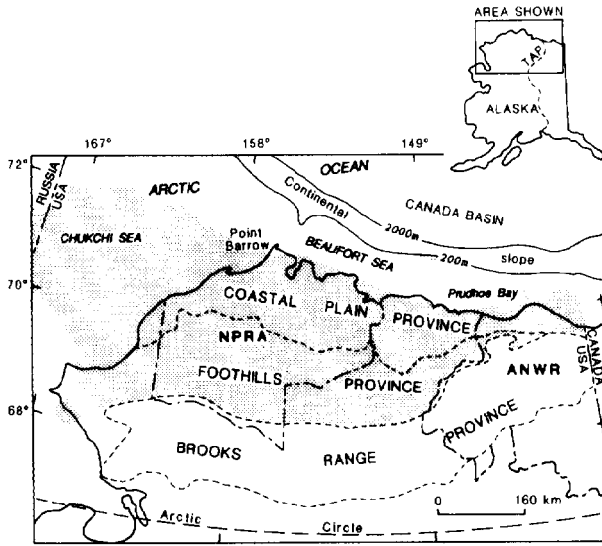 AREA SHOWN
TAP
ALASKA
167°
158°
149°
72°
OCEAN
RUSSIA
USA
ARCTIC
Continental
CANADA BASIN
2000m
CHUKCHI SEA
Point
Barrow
BEAUFORT SEA
200m
slope
70°
Prudhoe Bay
COASTAL
PLAIN
PROVINCE
NPRA
CANADA
USA
FOOTHILLS
PROVINCE
ANWR
68°
PROVINCE
BROOKS
RANGE
0
160 km
Arctic
Circle